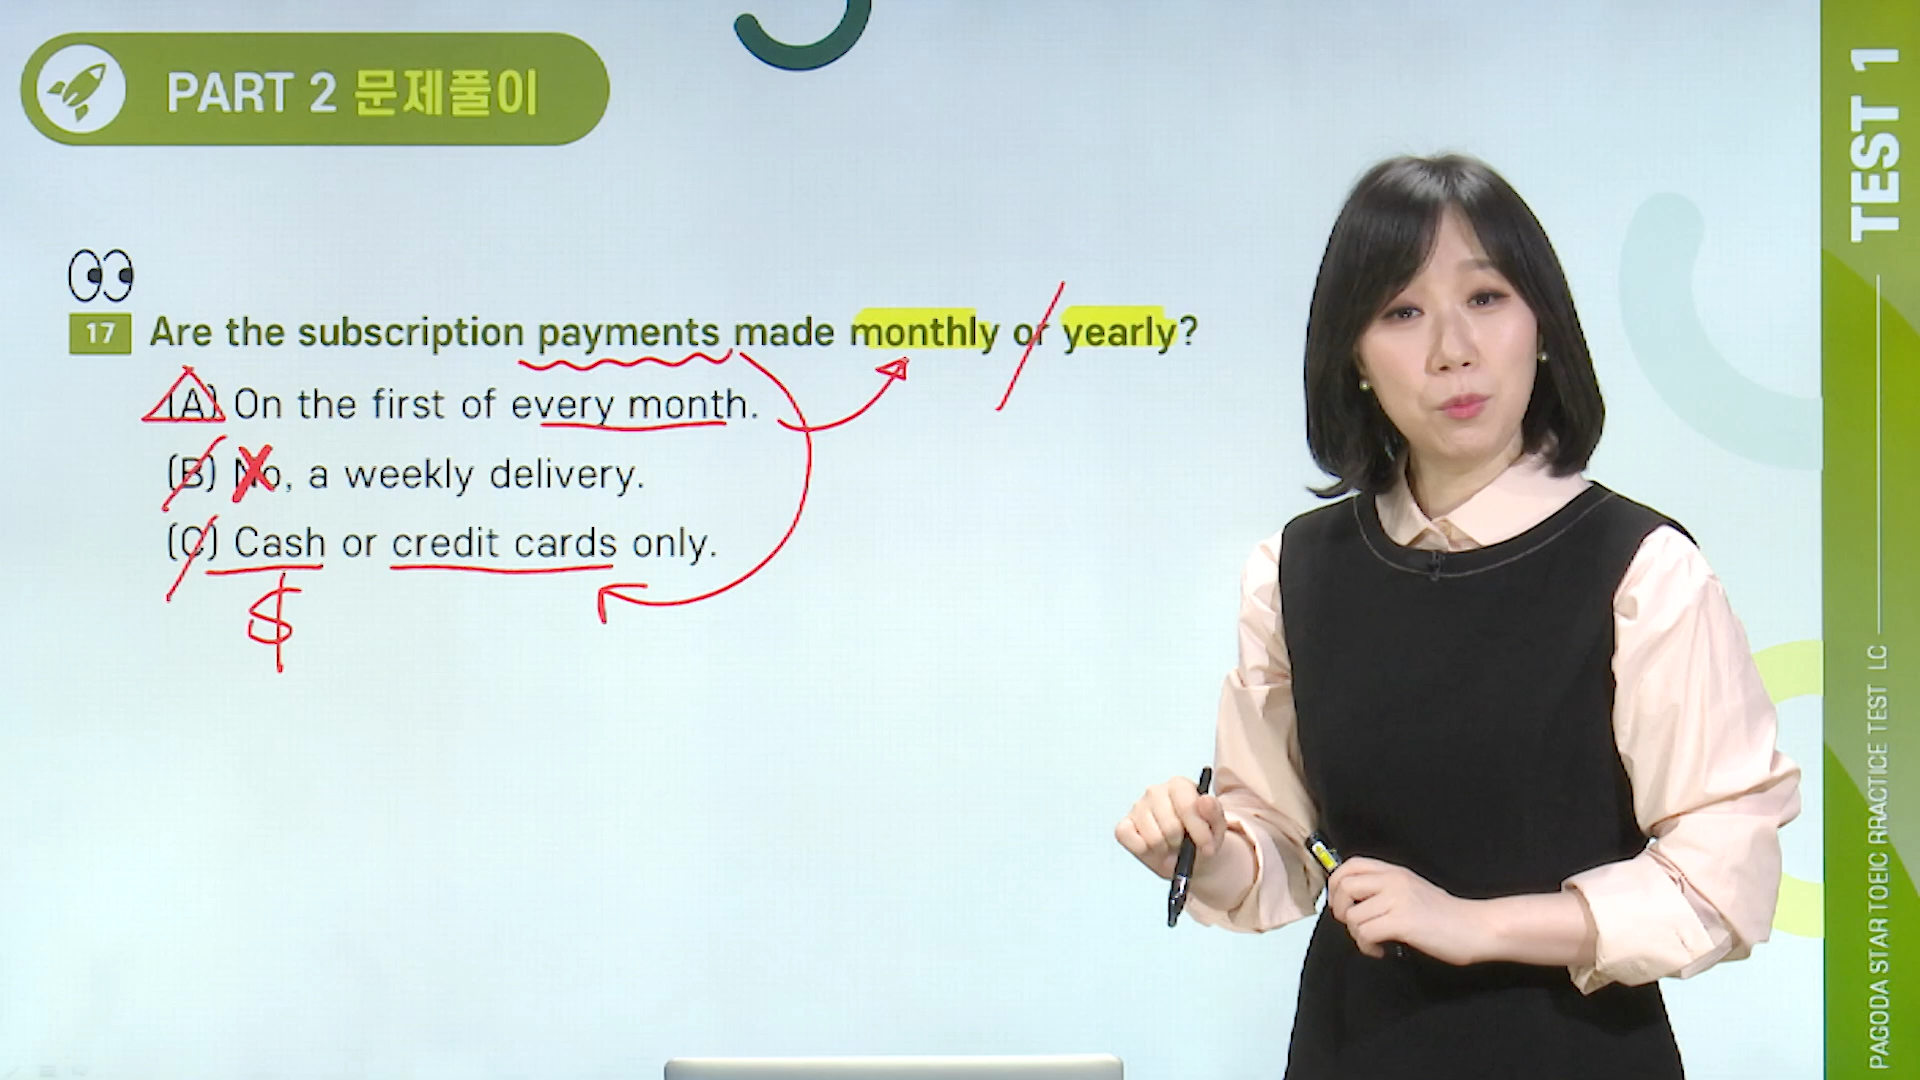 PART 2 문제풀이
17 Are the subscription payments made monthly or yearly?
(A) On the first of every month.
(B) No, a weekly delivery.
(C) Cash or credit cards only.
$
TEST 1
PAGODA STAR TOEIC RRACTICE TEST LC